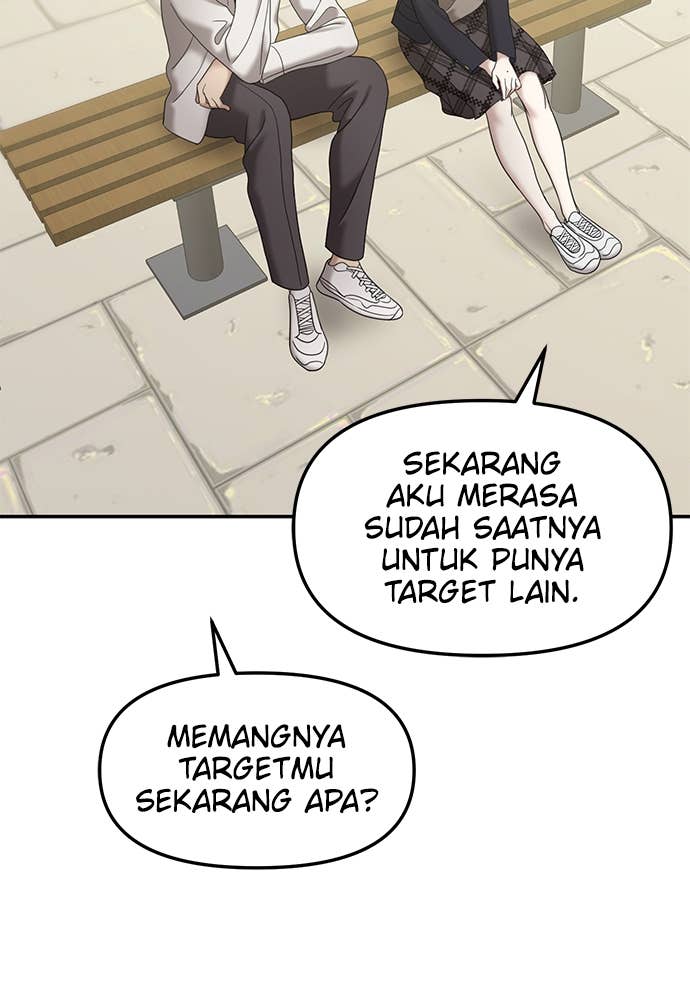 SEKARANG
AKU MERASA
SUDAH SAATNYA
UNTUK PUNYA
TARGET LAIN.
MEMANGNYA
TARGETMU
SEKARANG APA?